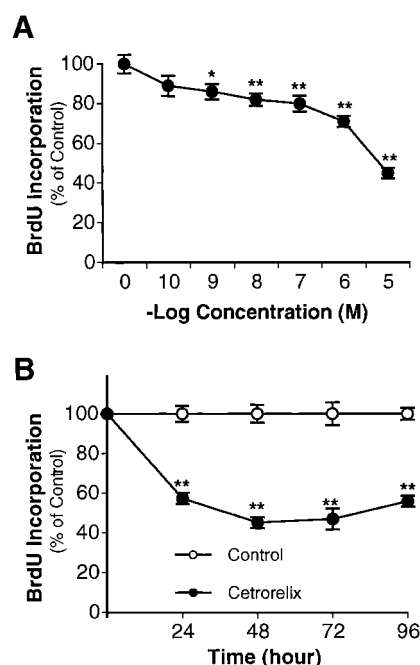 A
BrdU Incorporation
(% of Control)
100
80
60
40
20
0
* ** ** ** **
0 10 9 8 7 6 5
-Log Concentration (M)
B
BrdU Incorporation
(% of Control)
100
80
60
40
20
0
** ** ** **
Control
Cetrorelix
24 48 72 96
Time (hour)